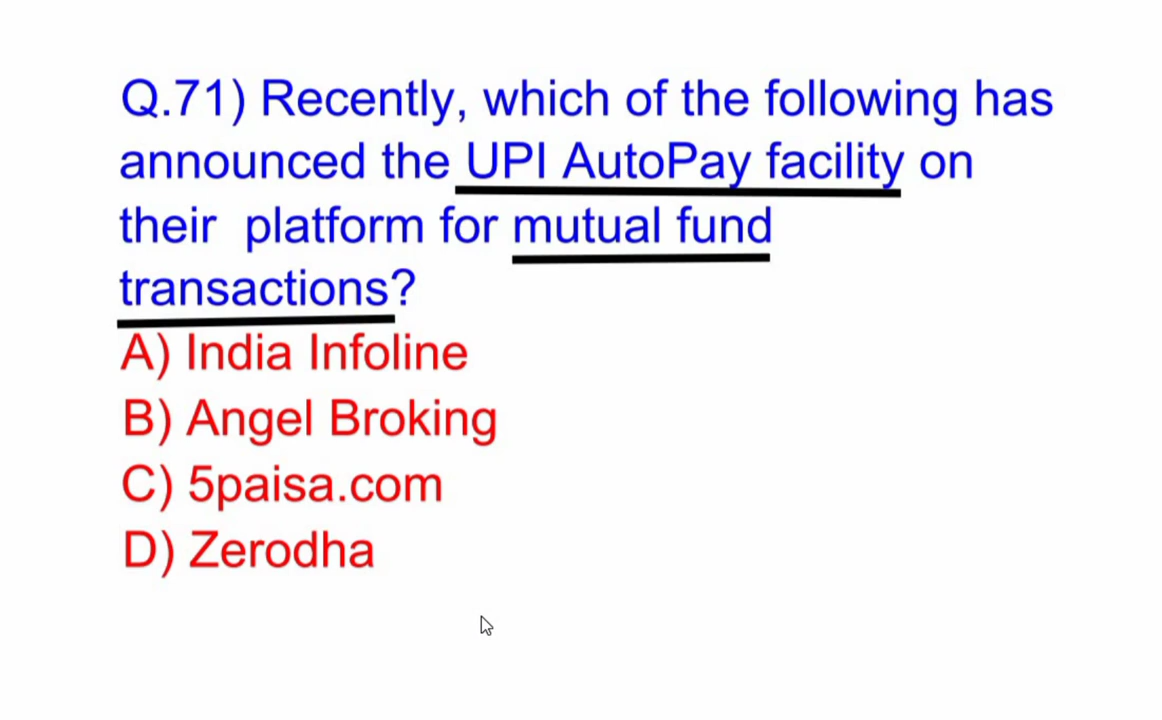 Q.71) Recently, which of the following has
announced the UPI AutoPay facility on
their platform for mutual fund
transactions?
A) India Infoline
B) Angel Broking
C) 5paisa.com
D) Zerodha